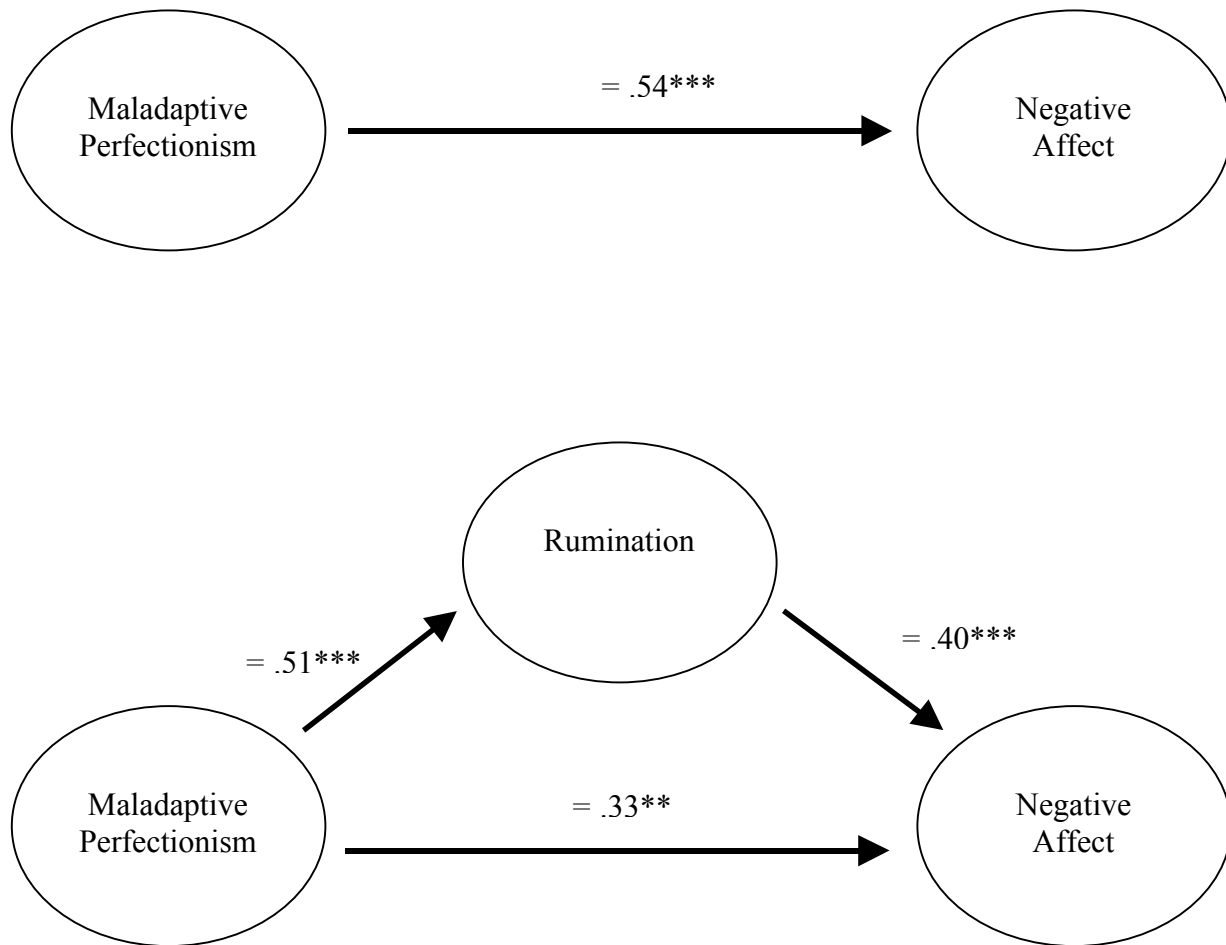 = .54***
Maladaptive
Perfectionism
Negative
Affect
Rumination
= .51***
= .40***
Maladaptive
Perfectionism
= .33**
Negative
Affect